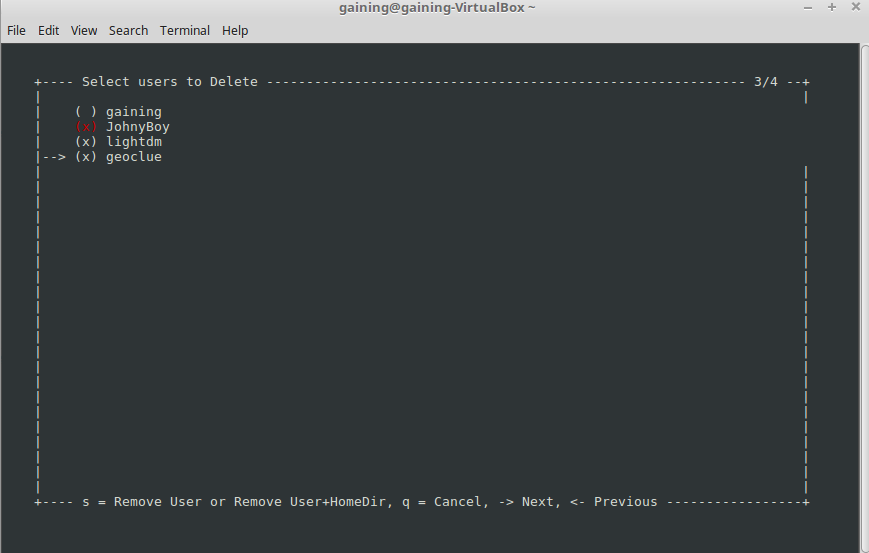 gaining@gaining-VirtualBox ~
File Edit View Search Terminal Help
+---- Select users to Delete ------------------------------------------------------------ 3/4 --+
( ) gaining
(x) JohnyBoy
(x) lightdm
|--> (x) geoclue
+---- s = Remove User or Remove User+HomeDir, q = Cancel, -> Next, <- Previous -----------------+